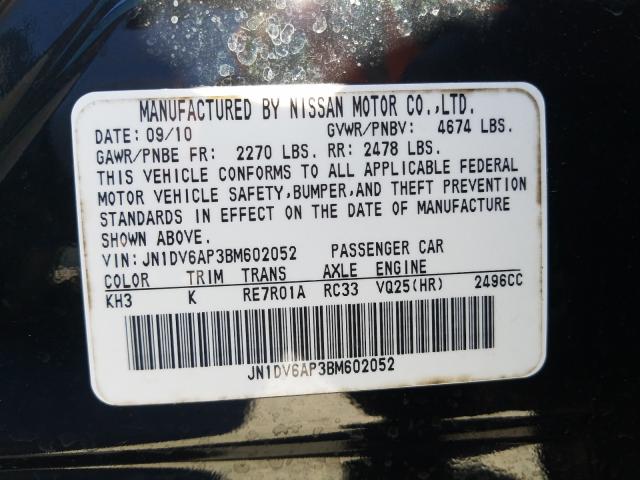 MANUFACTURED BY NISSAN MOTOR CO.,LTD.
DATE: 09/10 GVWR/PNBV: 4674 LBS.
GAWR/PNBE FR: 2270 LBS. RR: 2478 LBS.
THIS VEHICLE CONFORMS TO ALL APPLICABLE FEDERAL
MOTOR VEHICLE SAFETY,BUMPER,AND THEFT PREVENTION
STANDARDS IN EFFECT ON THE DATE OF MANUFACTURE
SHOWN ABOVE.
VIN: JN1DV6AP3BM602052 PASSENGER CAR
COLOR TRIM TRANS AXLE ENGINE
KH3 K RE7R01A RC33 VQ25(HR) 2496CC
JN1DV6AP3BM602052